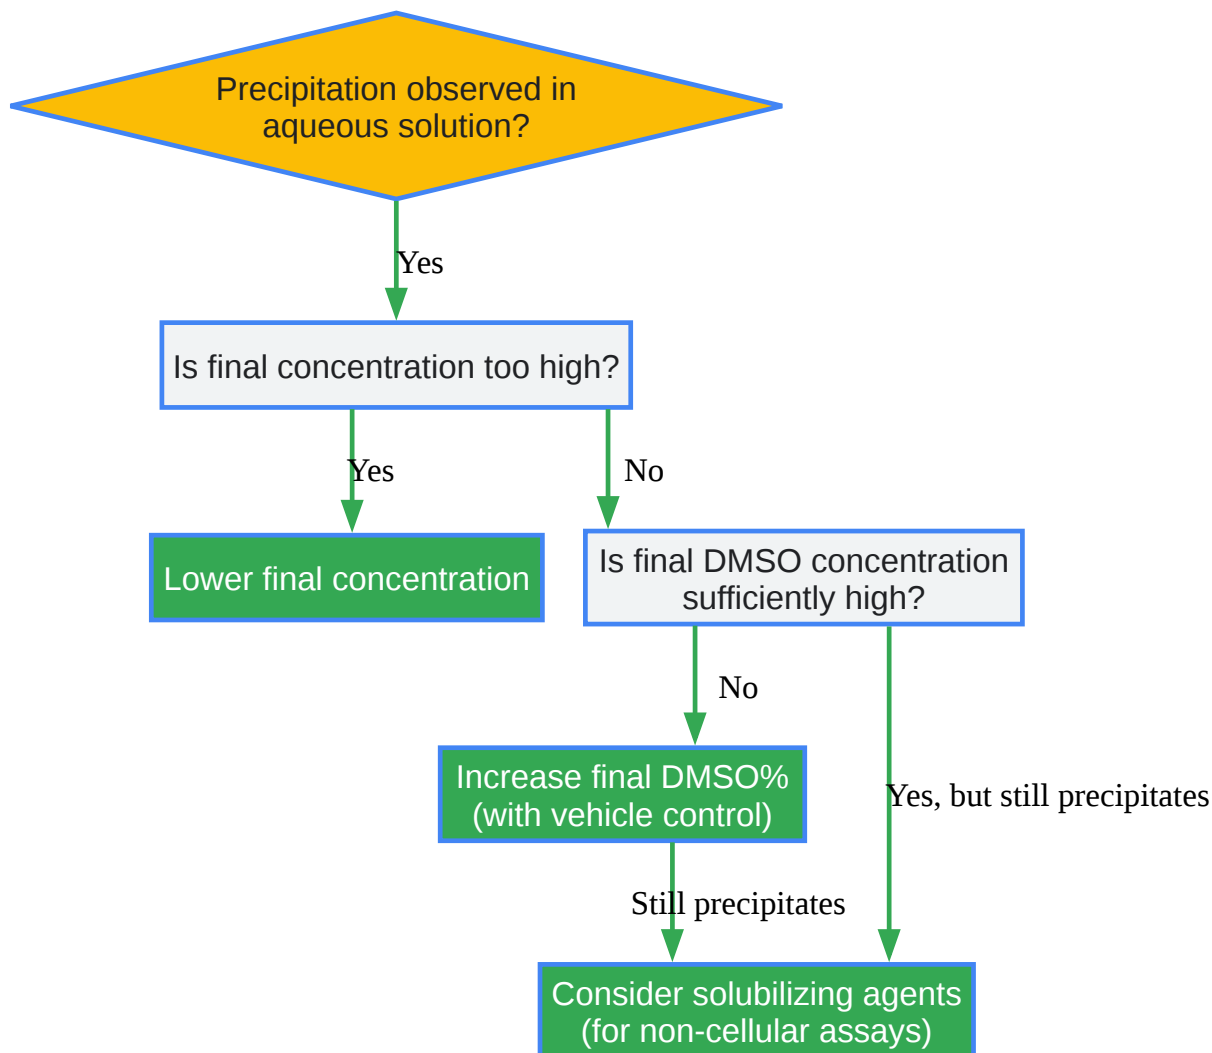 Precipitation observed in
aqueous solution?
Yes
Is final concentration too high?
Yes
No
Lower final concentration
Is final DMSO concentration
sufficiently high?
No
Increase final DMSO%
(with vehicle control)
Yes, but still precipitates
Still precipitates
Consider solubilizing agents
(for non-cellular assays)